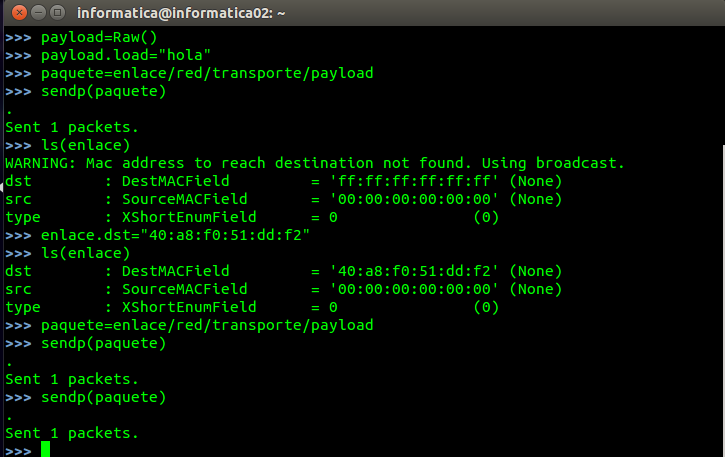 informatica@informatica02: ~
>>> payload=Raw()
>>> payload.load="hola"
>>> paquete=enlace/red/transporte/payload
>>> sendp(paquete)
.
Sent 1 packets.
>>> ls(enlace)
WARNING: Mac address to reach destination not found. Using broadcast.
dst        : DestMACField         = 'ff:ff:ff:ff:ff:ff' (None)
src        : SourceMACField       = '00:00:00:00:00:00' (None)
type       : XShortEnumField      = 0               (0)
>>> enlace.dst="40:a8:f0:51:dd:f2"
>>> ls(enlace)
dst        : DestMACField         = '40:a8:f0:51:dd:f2' (None)
src        : SourceMACField       = '00:00:00:00:00:00' (None)
type       : XShortEnumField      = 0               (0)
>>> paquete=enlace/red/transporte/payload
>>> sendp(paquete)
.
Sent 1 packets.
>>> sendp(paquete)
.
Sent 1 packets.
>>>